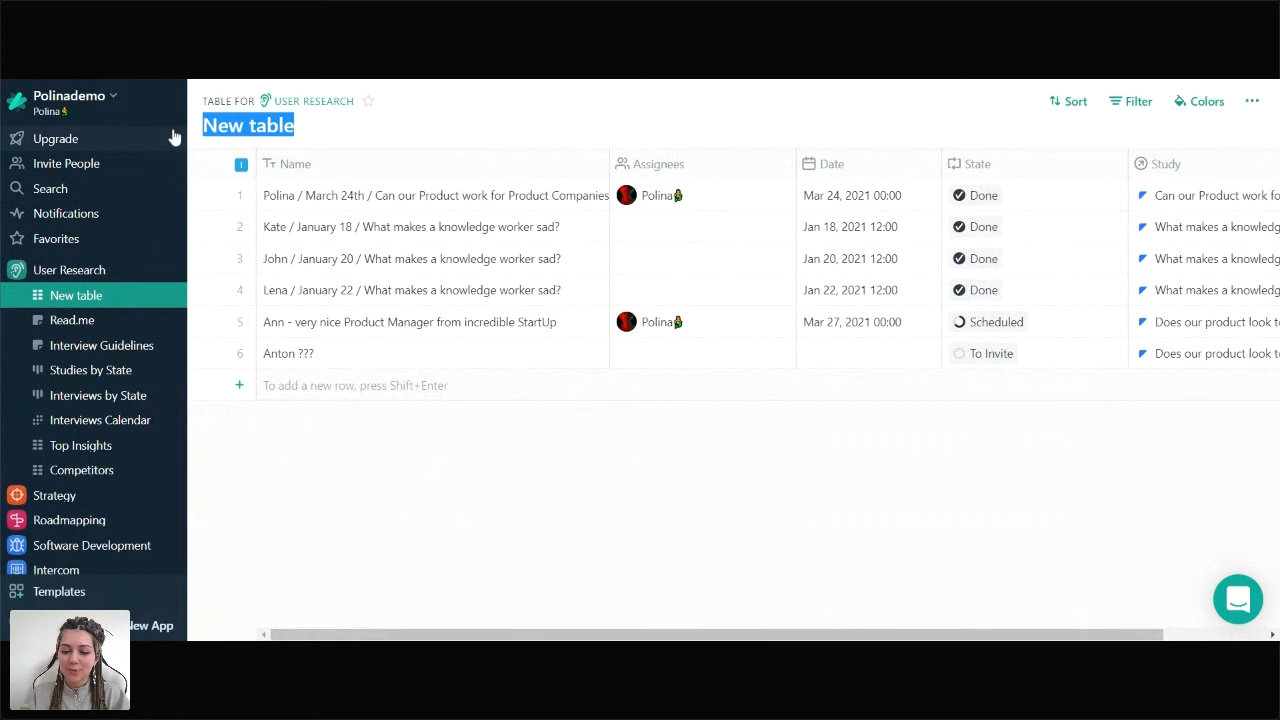 Polinademo
Polina
Upgrade
Invite People
Search
Notifications
Favorites
User Research
New table
Read.me
Interview Guidelines
Studies by State
Interviews by State
Interviews Calendar
Top Insights
Competitors
Strategy
Roadmapping
Software Development
Intercom
Templates
New App
TABLE FOR USER RESEARCH
New table
Sort Filter Colors
Name Assignees Date State Study
1 Polina / March 24th / Can our Product work for Product Companies Polina Mar 24, 2021 00:00 Done Can our Product work fo
2 Kate / January 18 / What makes a knowledge worker sad? Jan 18, 2021 12:00 Done What makes a knowledge
3 John / January 20 / What makes a knowledge worker sad? Jan 20, 2021 12:00 Done What makes a knowledge
4 Lena / January 22 / What makes a knowledge worker sad? Jan 22, 2021 12:00 Done What makes a knowledge
5 Ann - very nice Product Manager from incredible StartUp Polina Mar 27, 2021 00:00 Scheduled Does our product look to
6 Anton ??? To Invite Does our product look to
To add a new row, press Shift+Enter